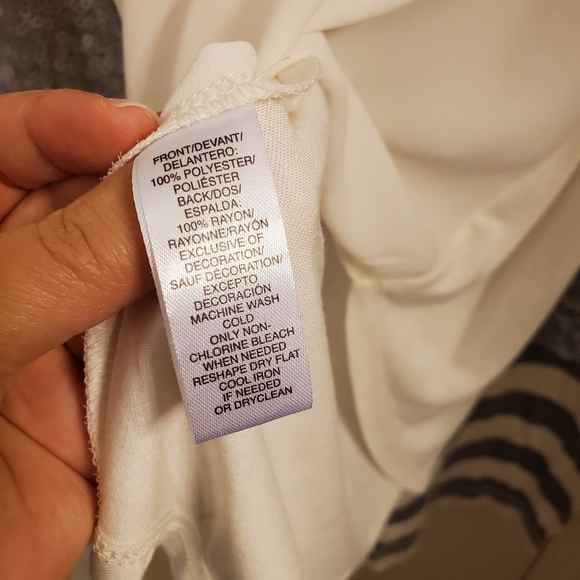 FRONT/DEVANT/
DELANTERO:
100% POLYESTER/
POLIÉSTER
BACK/DOS/
ESPALDA:
100% RAYON/
RAYONNE/RAYÓN
EXCLUSIVE OF
DECORATION/
SAUF DÉCORATION/
EXCEPTO
DECORACIÓN
MACHINE WASH
COLD
ONLY NON-
CHLORINE BLEACH
WHEN NEEDED
RESHAPE DRY FLAT
COOL IRON
IF NEEDED
OR DRYCLEAN